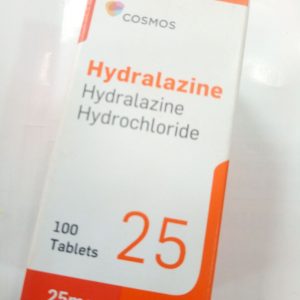 COSMOS
Hydralazine
Hydralazine
Hydrochloride
100
Tablets
25